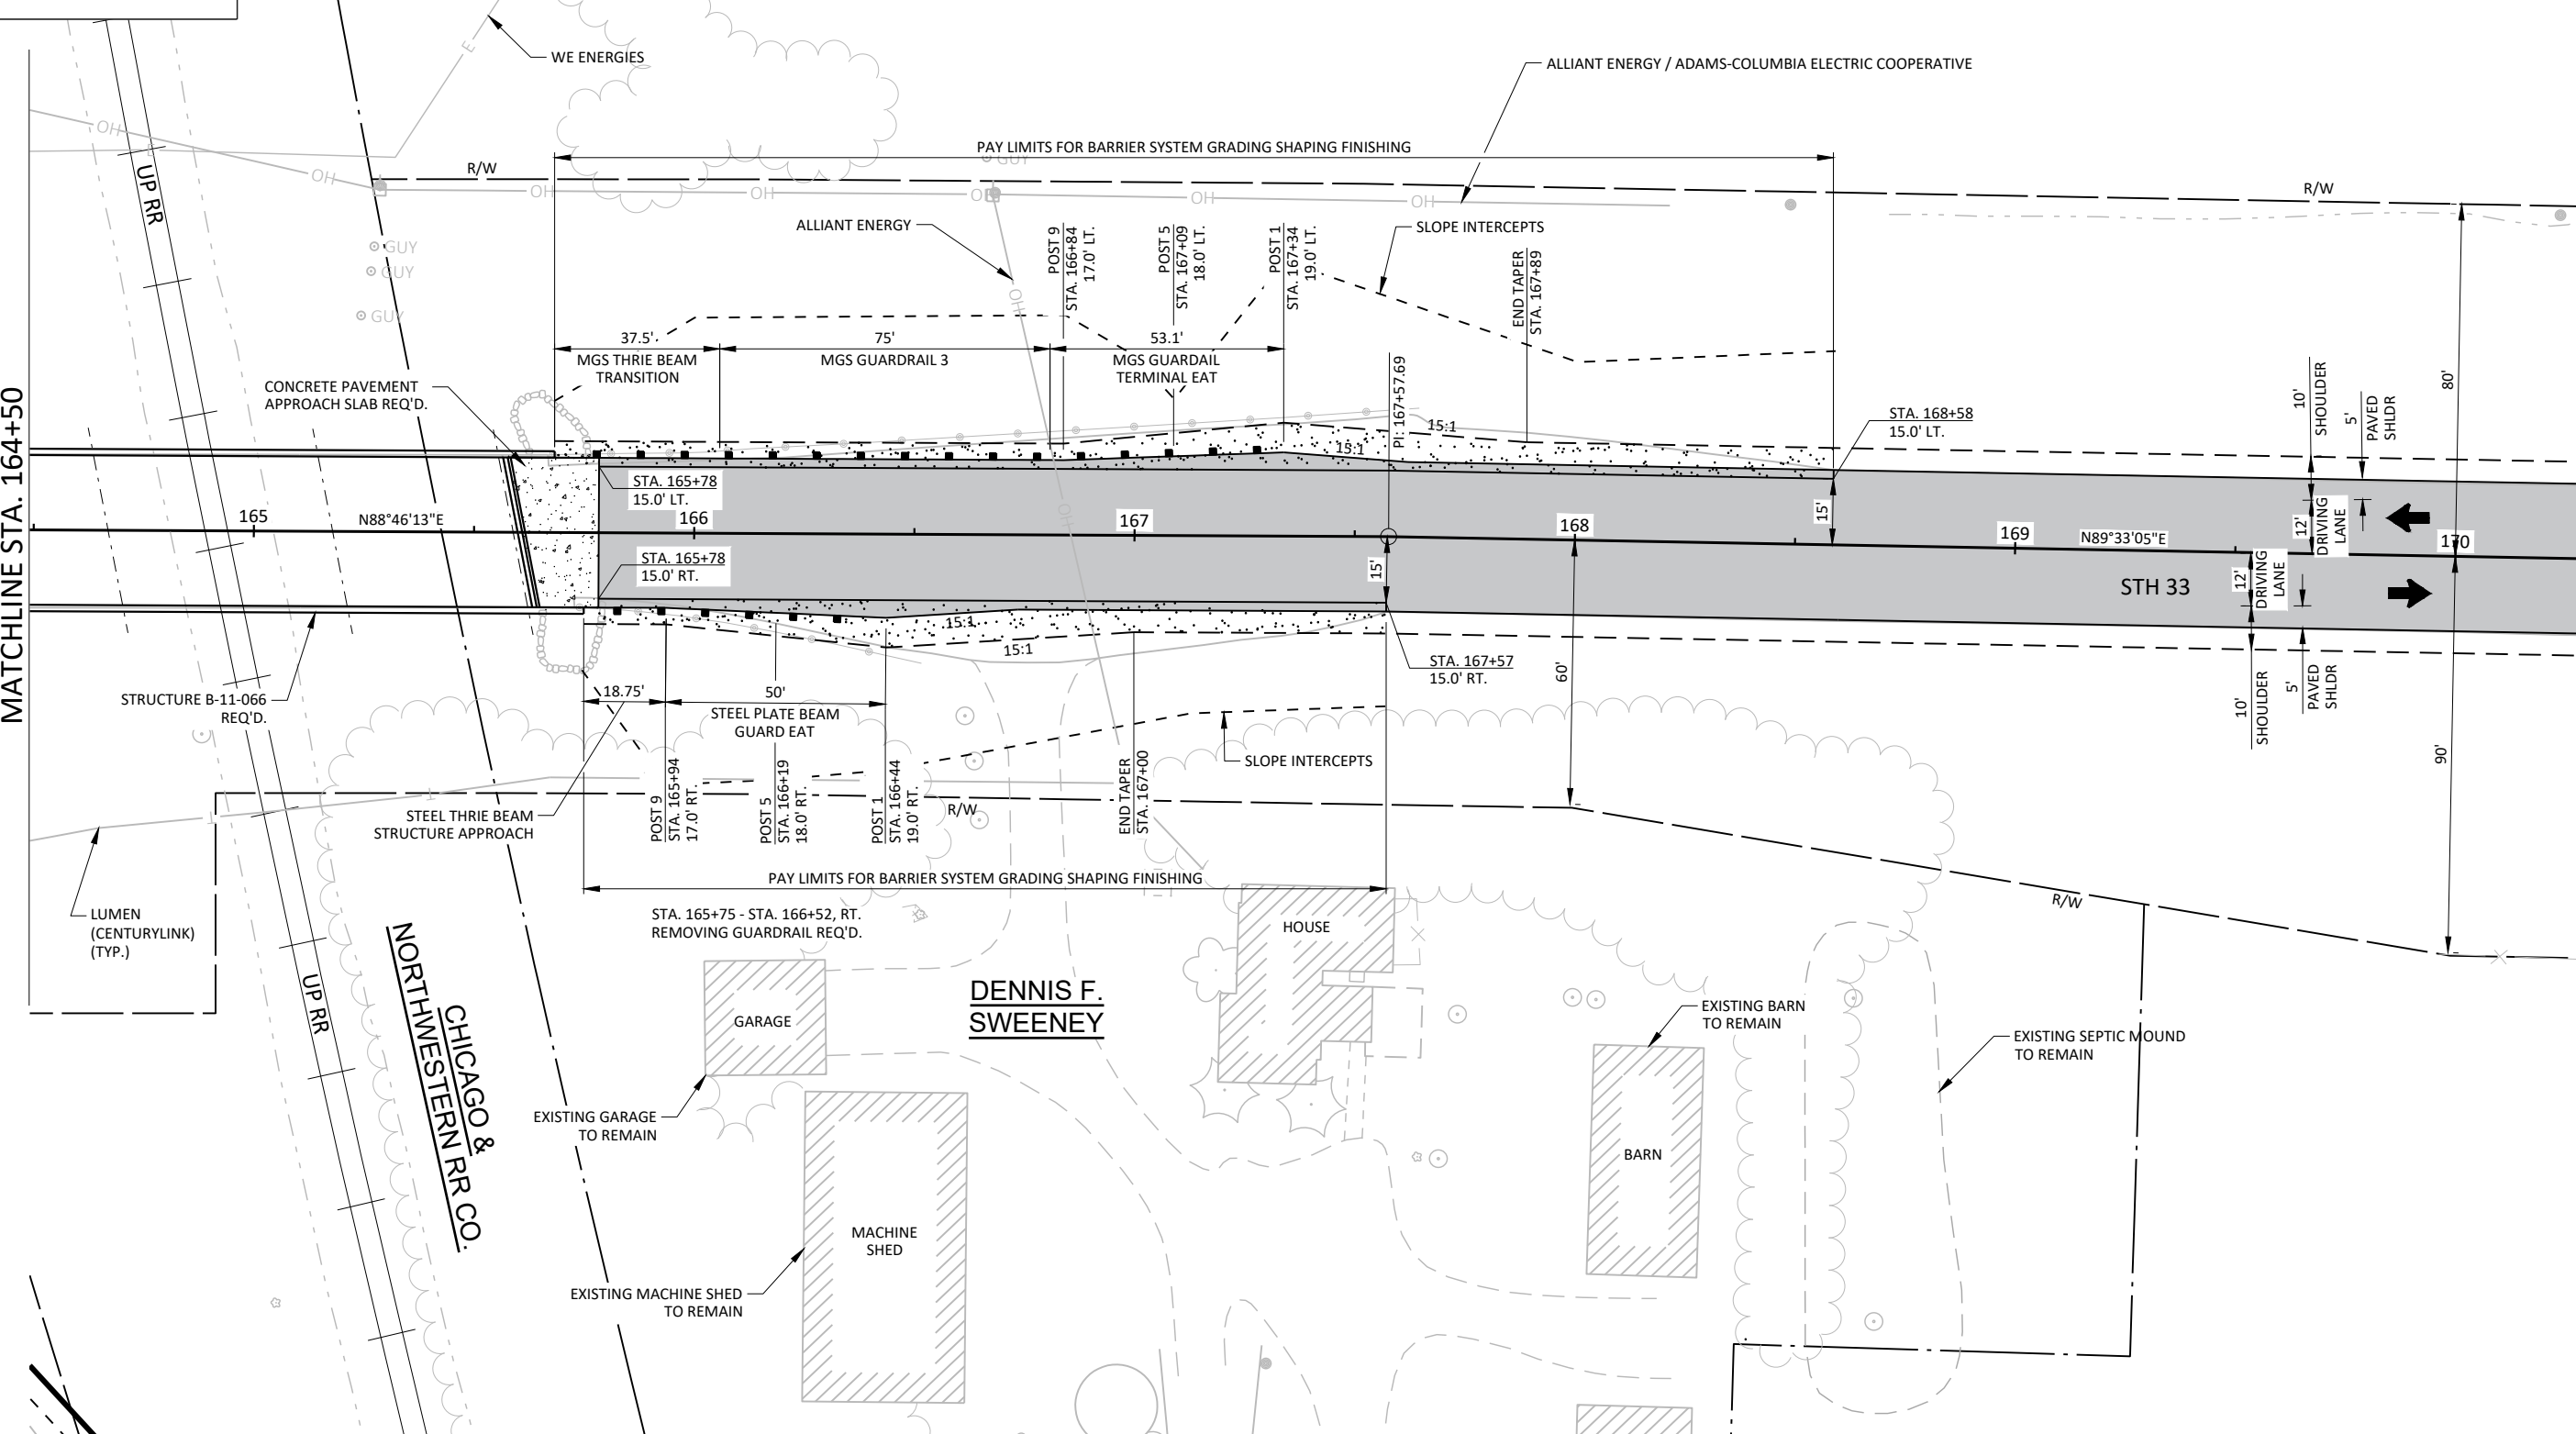 WE ENERGIES
ALLIANT ENERGY / ADAMS-COLUMBIA ELECTRIC COOPERATIVE
E
OH
PAY LIMITS FOR BARRIER SYSTEM GRADING SHAPING FINISHING
GUY
R/W
OH
OH
OH
OH
OH
OH
R/W
UP RR
ALLIANT ENERGY
SLOPE INTERCEPTS
GUY
GUY
GUY
POST 9
STA. 166+84
17.0' LT.
POST 5
STA. 167+09
18.0' LT.
POST 1
STA. 167+34
19.0' LT.
END TAPER
STA. 167+89
OH
37.5'
MGS THRIE BEAM
TRANSITION
75'
MGS GUARDRAIL 3
53.1'
MGS GUARDAIL
TERMINAL EAT
PI: 167+57.69
80'
CONCRETE PAVEMENT
APPROACH SLAB REQ'D.
MATCHLINE STA. 164+50
10'
SHOULDER
5'
PAVED
SHLDR
STA. 168+58
15.0' LT.
15:1
15:1
STA. 165+78
15.0' LT.
165
N88°46'13"E
166
167
168
169
N89°33'05"E
170
15'
OH
12'
DRIVING
LANE
STA. 165+78
15.0' RT.
15'
12'
DRIVING
LANE
STH 33
15:1
15:1
STA. 167+57
15.0' RT.
60'
STRUCTURE B-11-066
REQ'D.
18.75'
50'
STEEL PLATE BEAM
GUARD EAT
10'
SHOULDER
5'
PAVED
SHLDR
90'
SLOPE INTERCEPTS
POST 9
STA. 165+94
17.0' RT.
POST 5
STA. 166+19
18.0' RT.
POST 1
STA. 166+44
19.0' RT.
END TAPER
STA. 167+00
T
T
STEEL THRIE BEAM
STRUCTURE APPROACH
R/W
PAY LIMITS FOR BARRIER SYSTEM GRADING SHAPING FINISHING
LUMEN
(CENTURYLINK)
(TYP.)
STA. 165+75 - STA. 166+52, RT.
REMOVING GUARDRAIL REQ'D.
HOUSE
R/W
UP RR
CHICAGO &
NORTHWESTERN RR CO.
GARAGE
DENNIS F.
SWEENEY
EXISTING BARN
TO REMAIN
EXISTING SEPTIC MOUND
TO REMAIN
EXISTING GARAGE
TO REMAIN
BARN
MACHINE
SHED
EXISTING MACHINE SHED
TO REMAIN